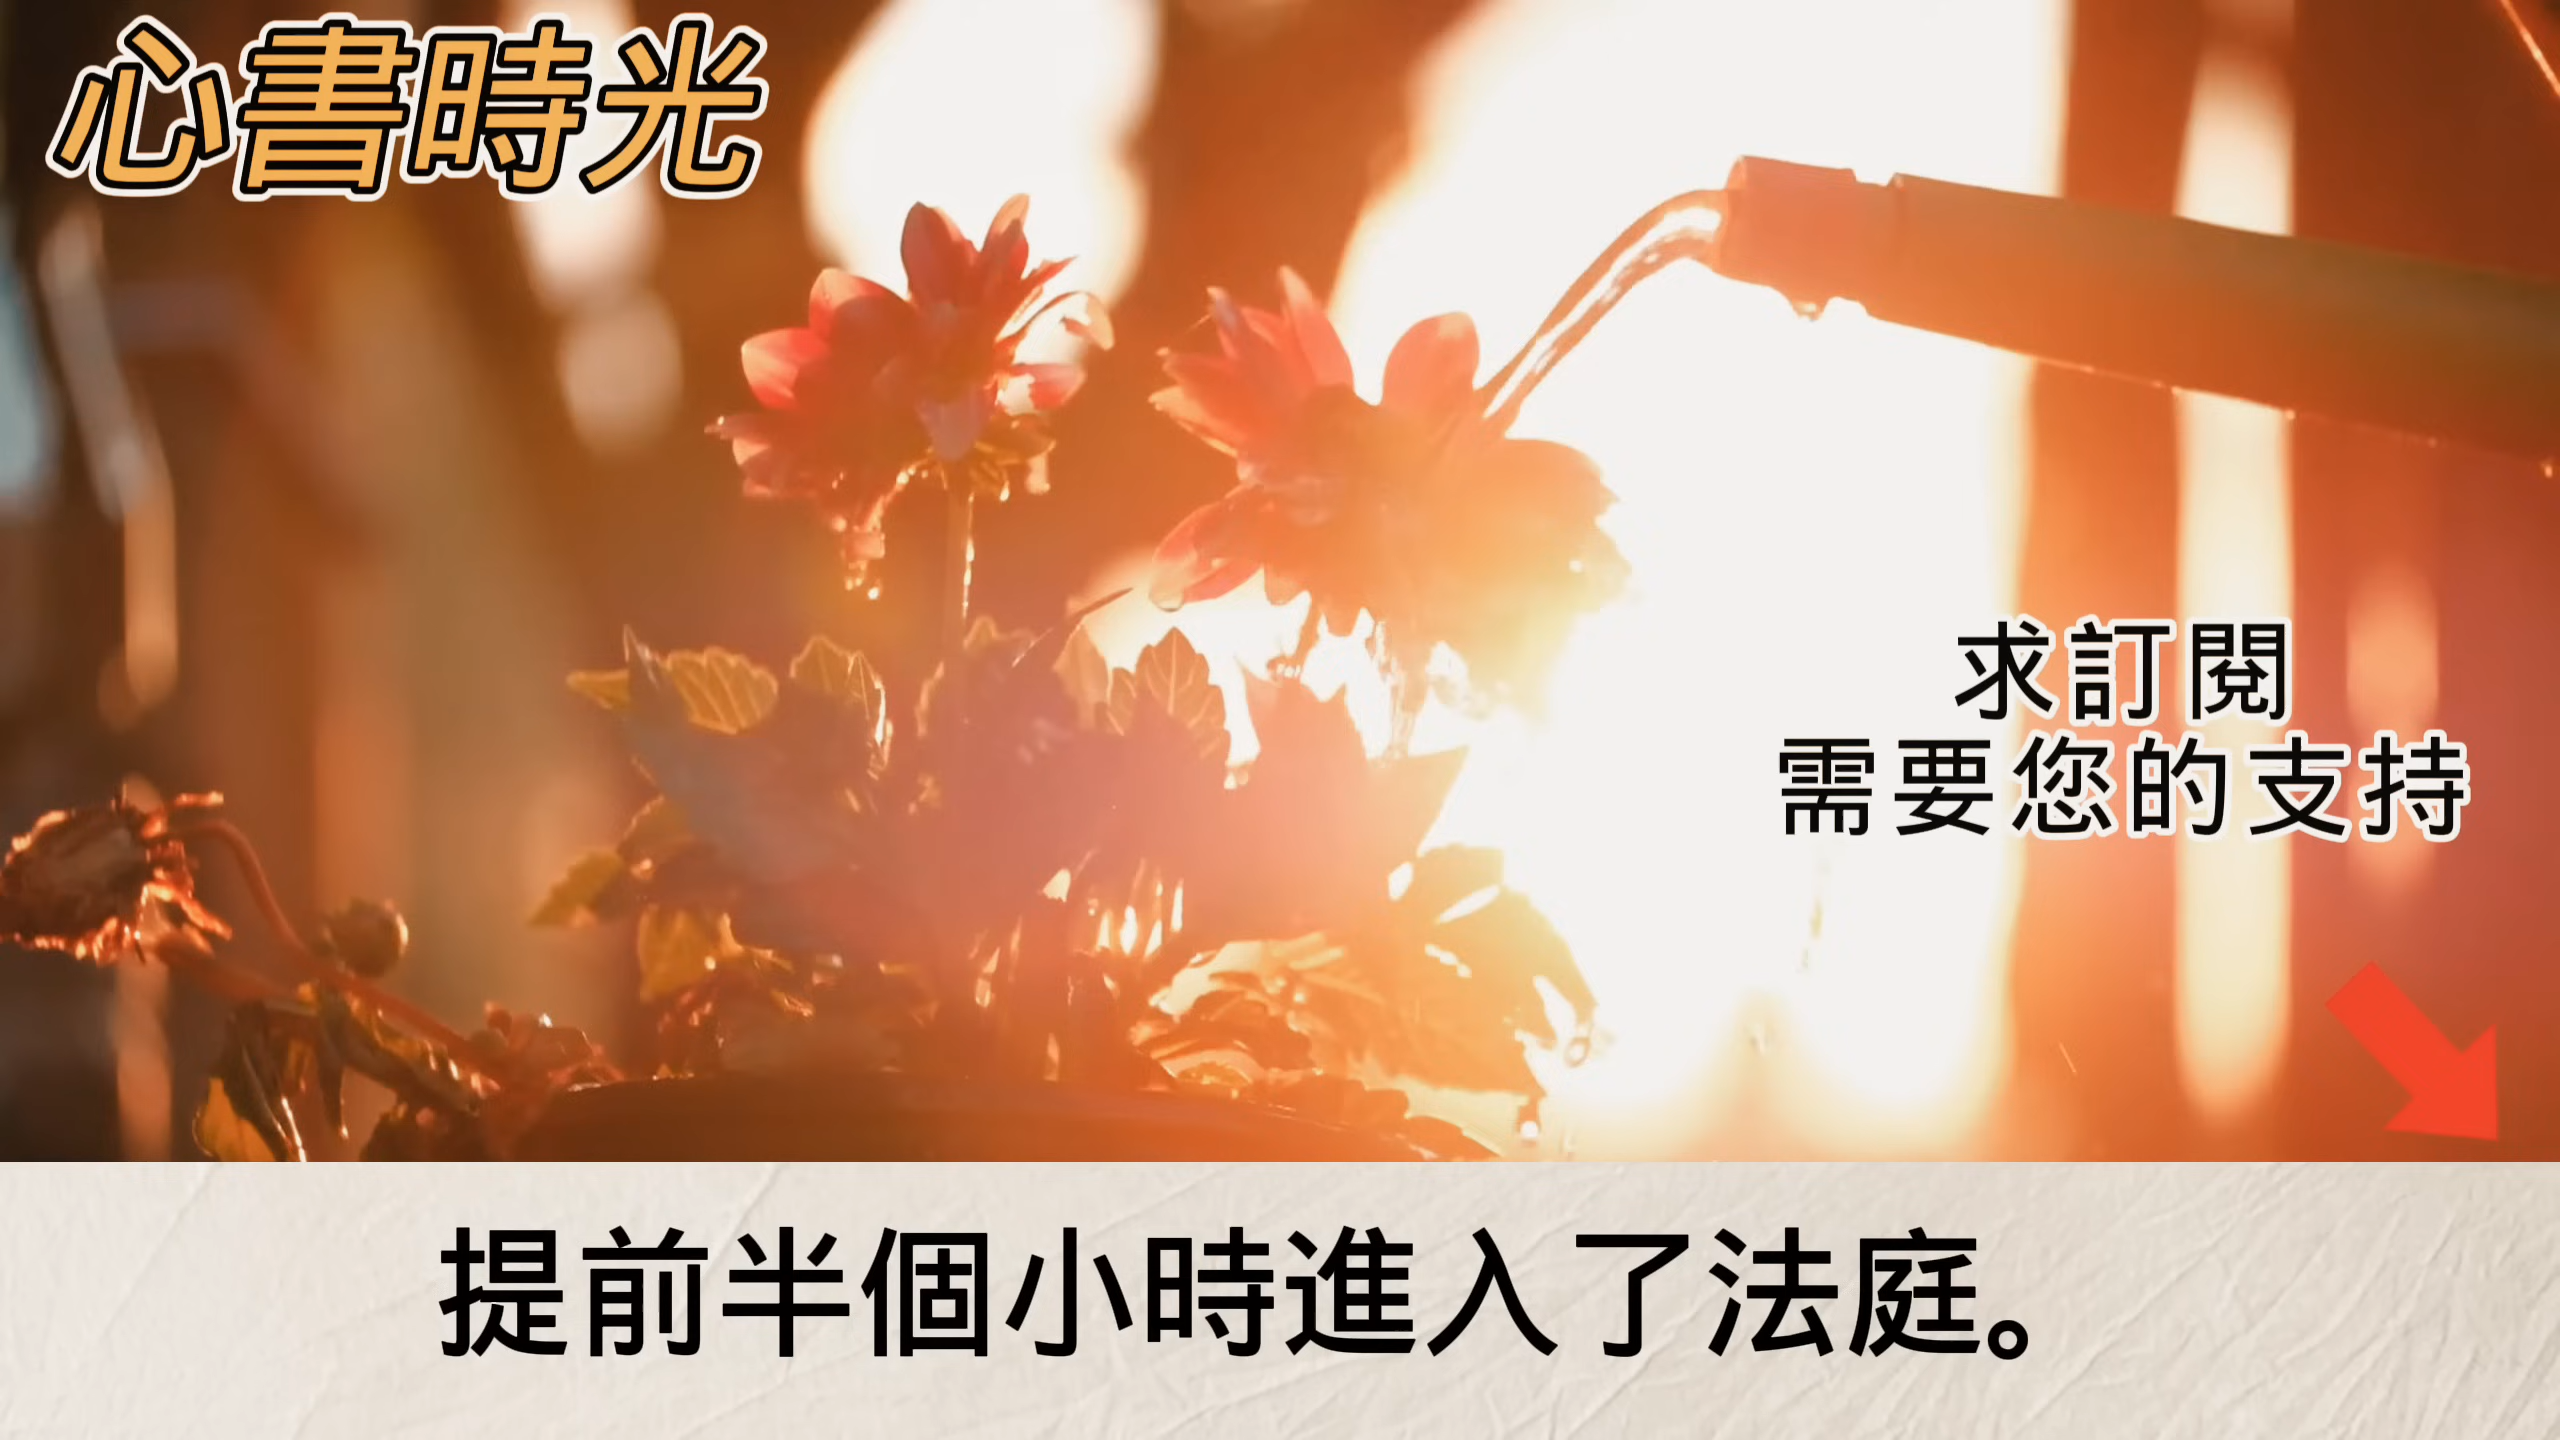 心書時光
求訂閱
需要您的支持
提前半個小時進入了法庭。